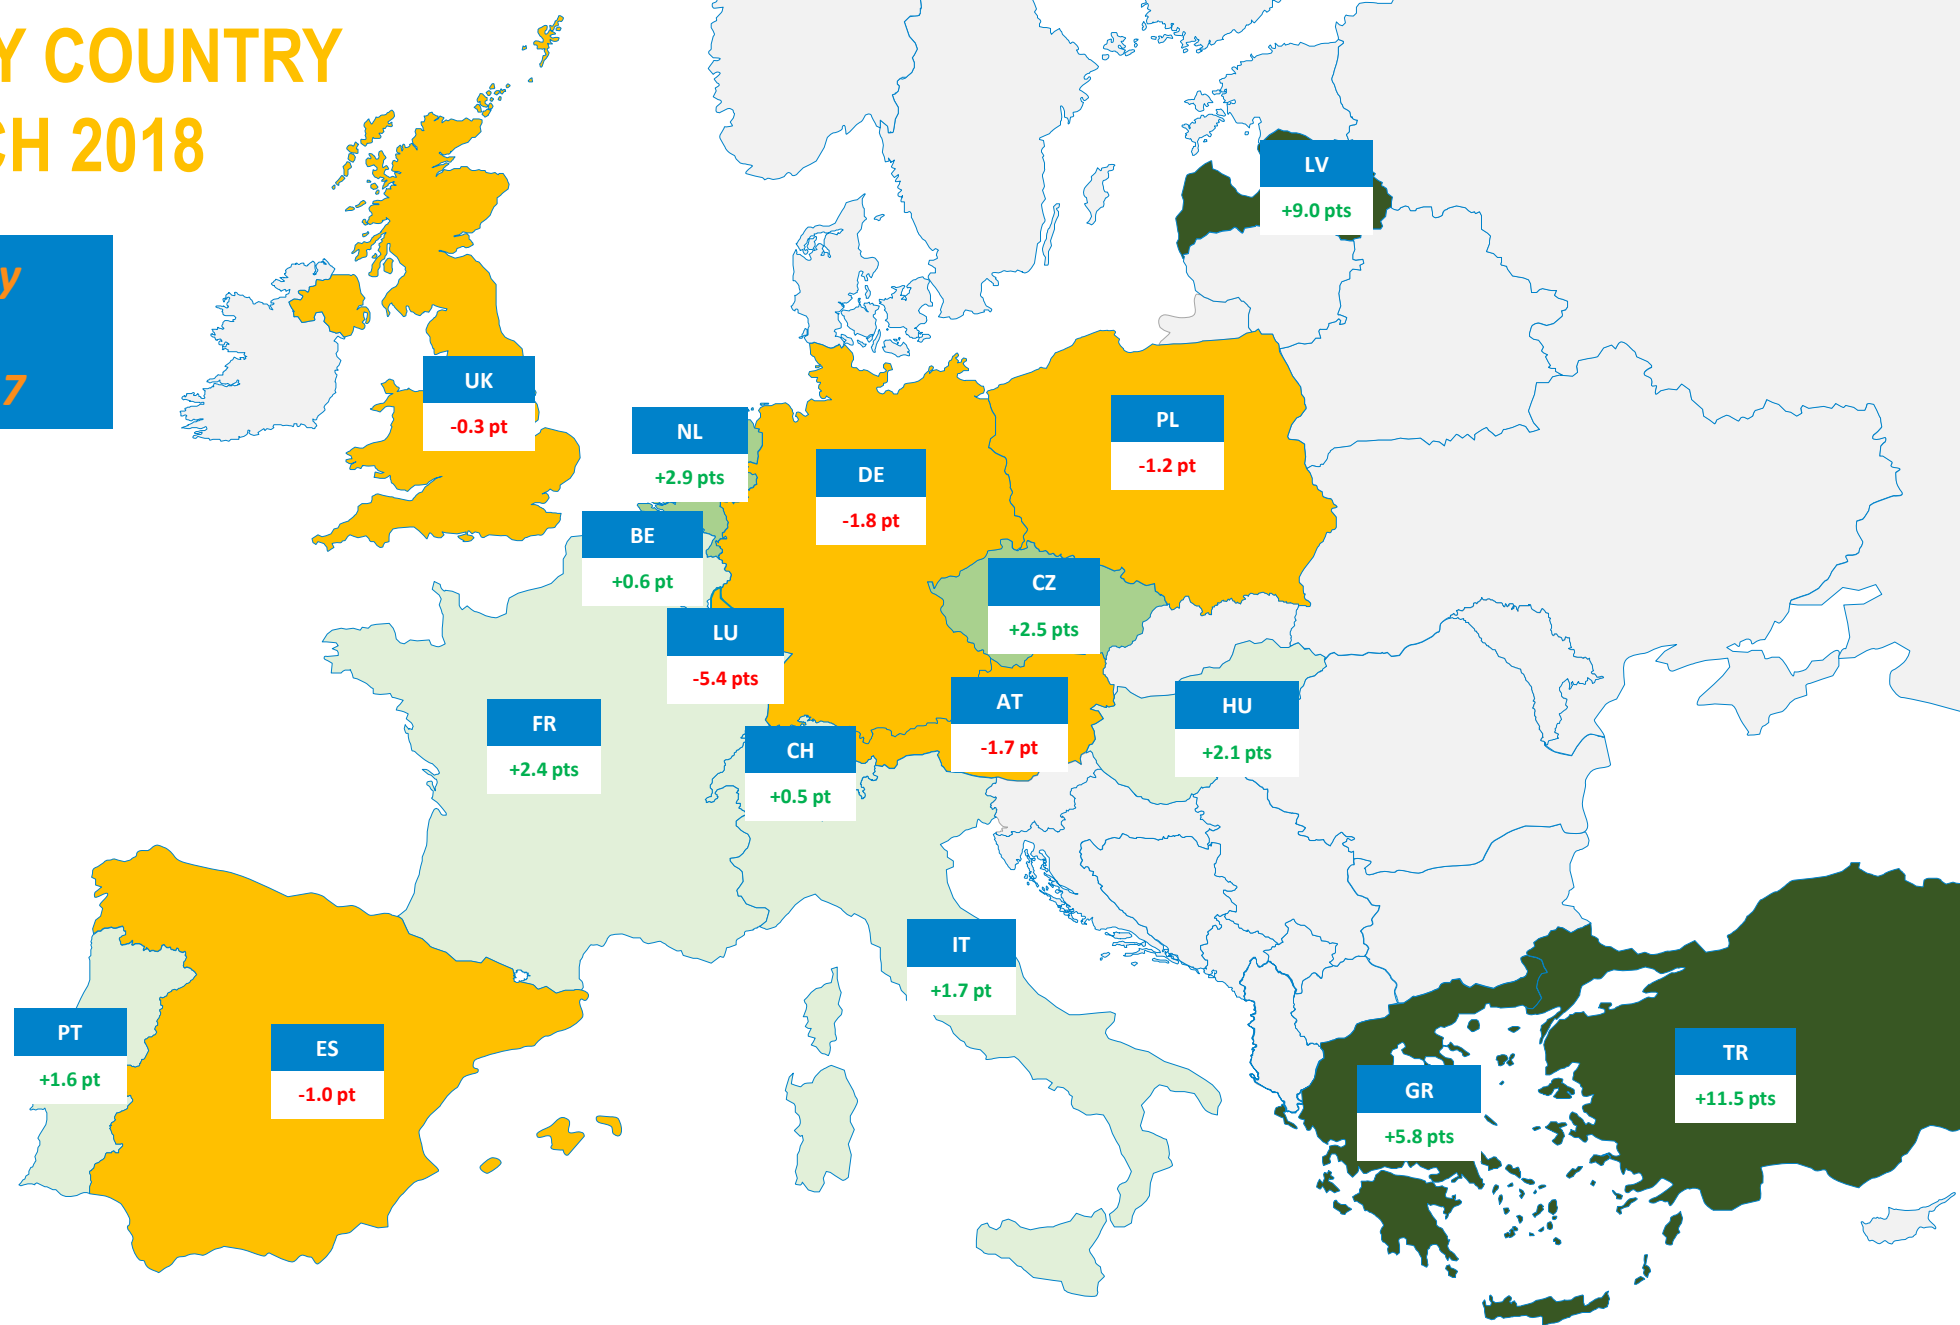 Y COUNTRY
CH 2018
y
7
LV
+9.0 pts
UK
-0.3 pt
NL
+2.9 pts
PL
-1.2 pt
DE
-1.8 pt
BE
+0.6 pt
CZ
+2.5 pts
LU
-5.4 pts
AT
-1.7 pt
HU
+2.1 pts
FR
+2.4 pts
CH
+0.5 pt
IT
+1.7 pt
PT
+1.6 pt
ES
-1.0 pt
TR
+11.5 pts
GR
+5.8 pts